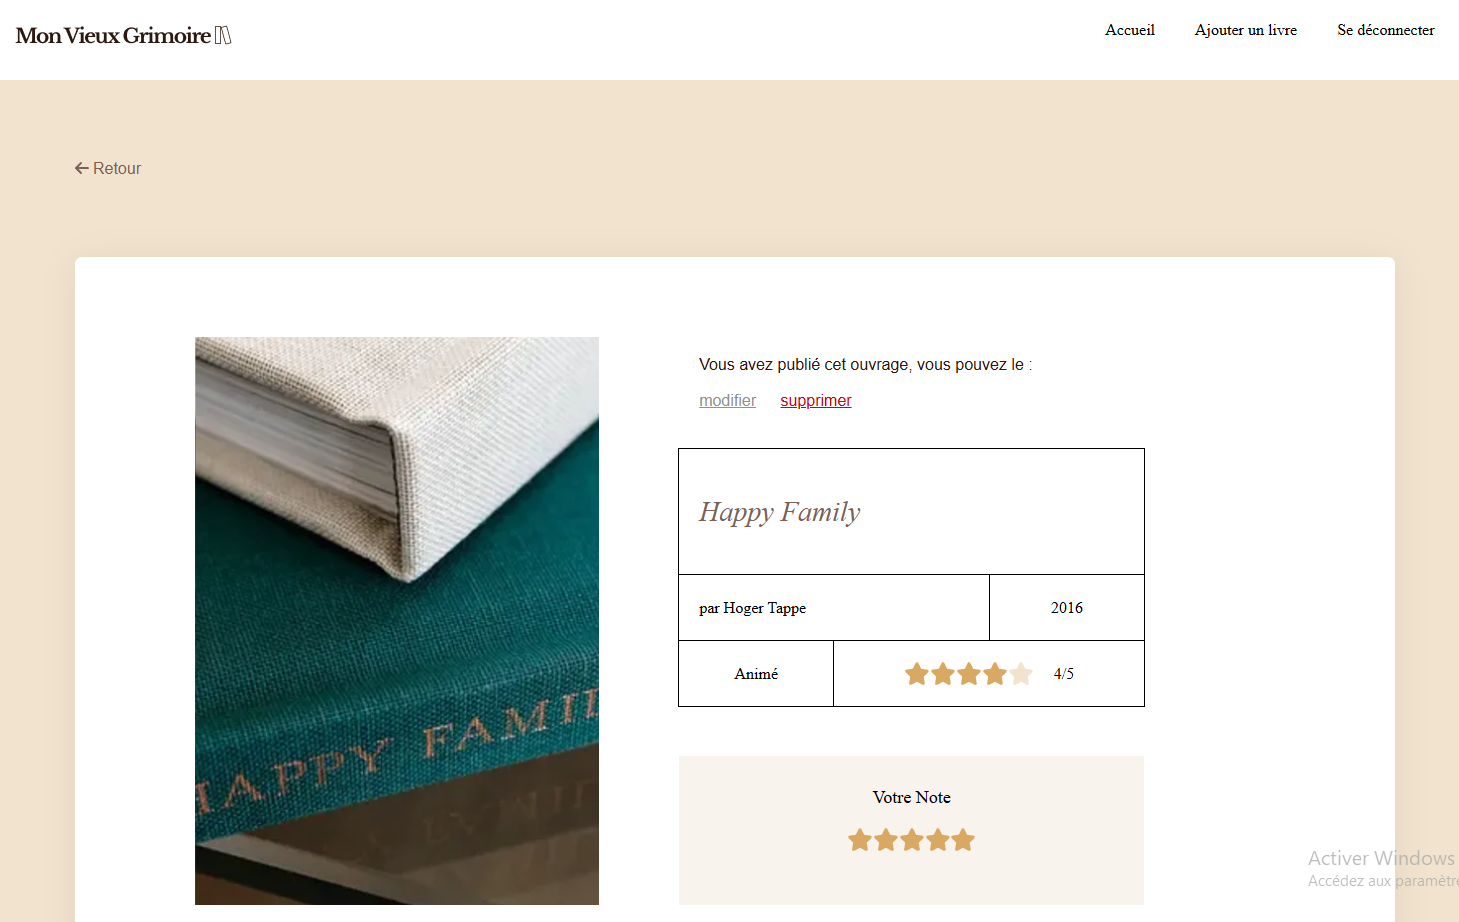 Mon Vieux Grimoire
Accueil
Ajouter un livre
Se déconnecter
Retour
Vous avez publié cet ouvrage, vous pouvez le :
modifier supprimer
Happy Family
par Hoger Tappe
2016
Animé
4/5
HAPPY FAMIL
Votre Note
Activer Windows
Accédez aux paramètre